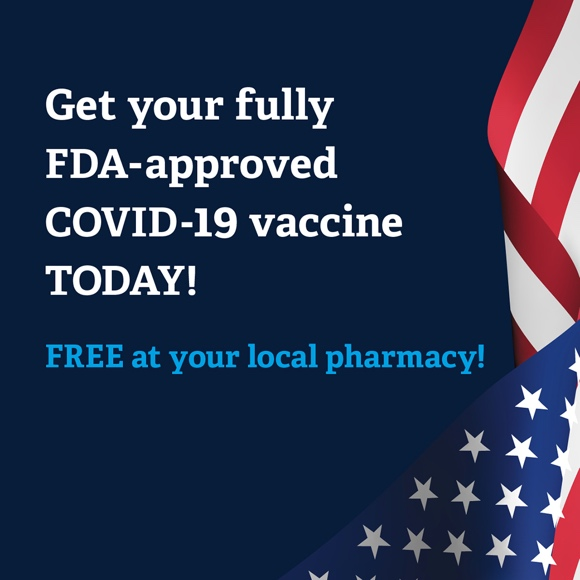 Get your fully
FDA-approved
COVID-19 vaccine
TODAY!
FREE at your local pharmacy!